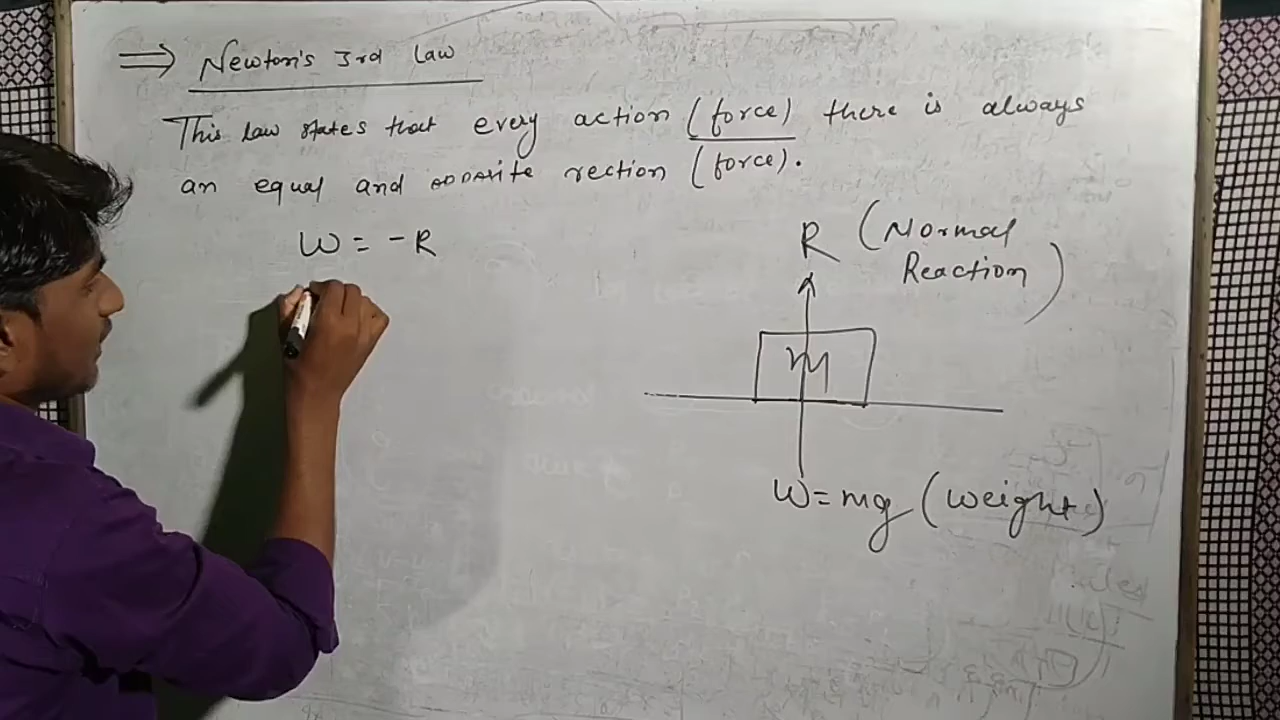 ⇒ Newton's 3rd Law
This law states that every action (force) there is always
an equal and opposite rection (force).
W = -R
R (Normal
Reaction)
m
W = mg (weight)